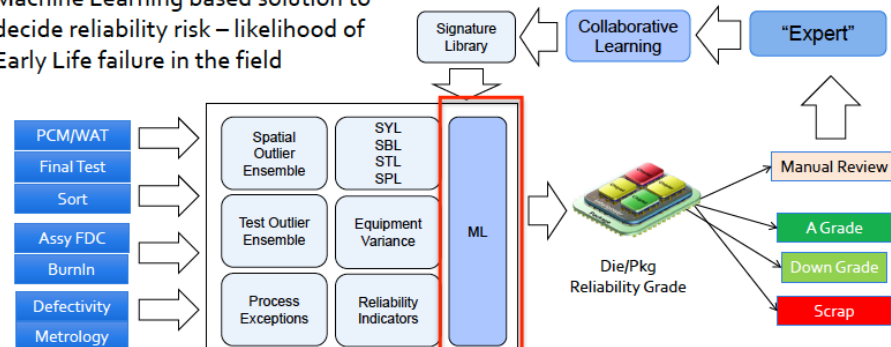 Machine Learning based solution to
decide reliability risk – likelihood of
Early Life failure in the field
Signature
Library
Collaborative
Learning
“Expert”
PCM/WAT
Final Test
Sort
Assy FDC
BurnIn
Defectivity
Metrology
Spatial
Outlier
Ensemble
SYL
SBL
STL
SPL
Test Outlier
Ensemble
Equipment
Variance
Process
Exceptions
Reliability
Indicators
ML
Die/Pkg
Reliability Grade
Manual Review
A Grade
Down Grade
Scrap